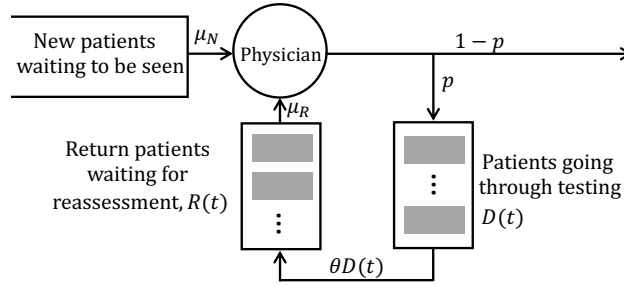 New patients
waiting to be seen
μ_N
Physician
1 − p
p
μ_R
Return patients
waiting for
reassessment, R(t)
Patients going
through testing
D(t)
θD(t)